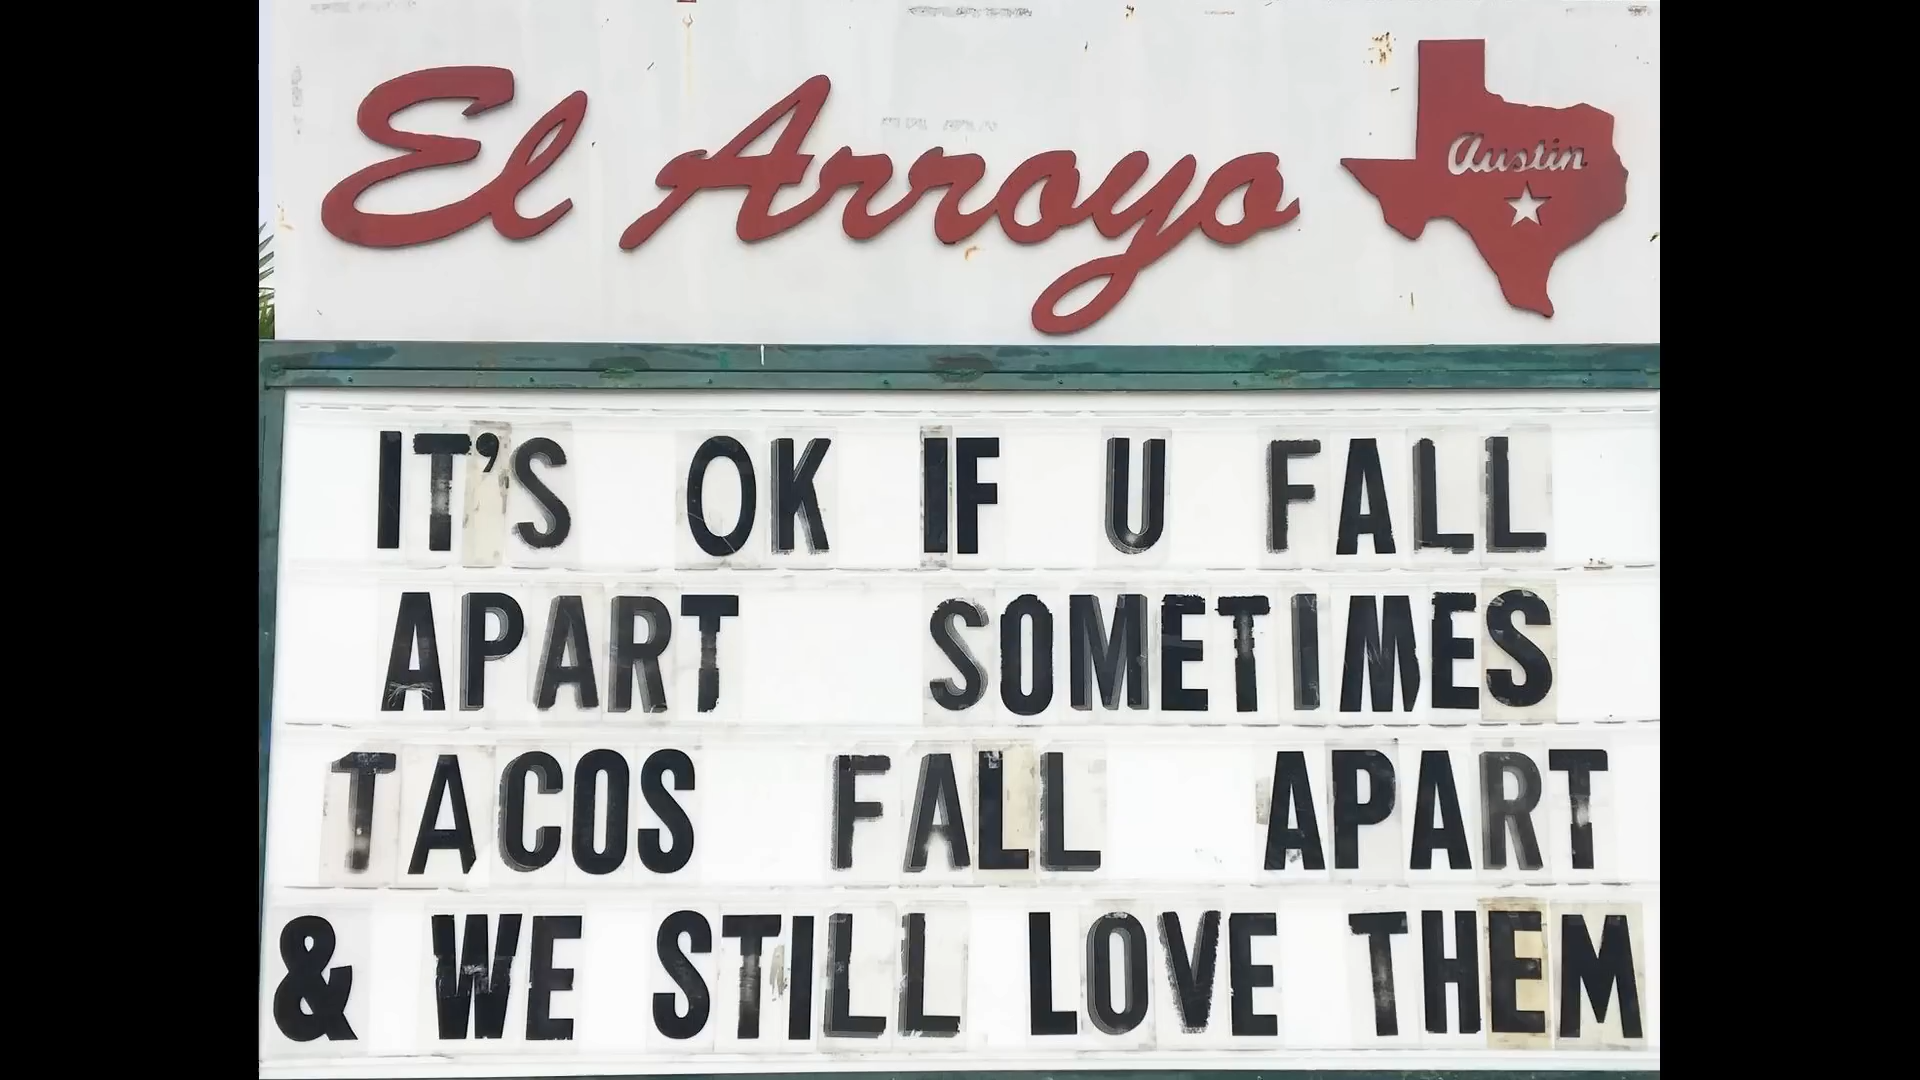 El Arroyo
Austin
IT'S OK IF U FALL
APART SOMETIMES
TACOS FALL APART
& WE STILL LOVE THEM